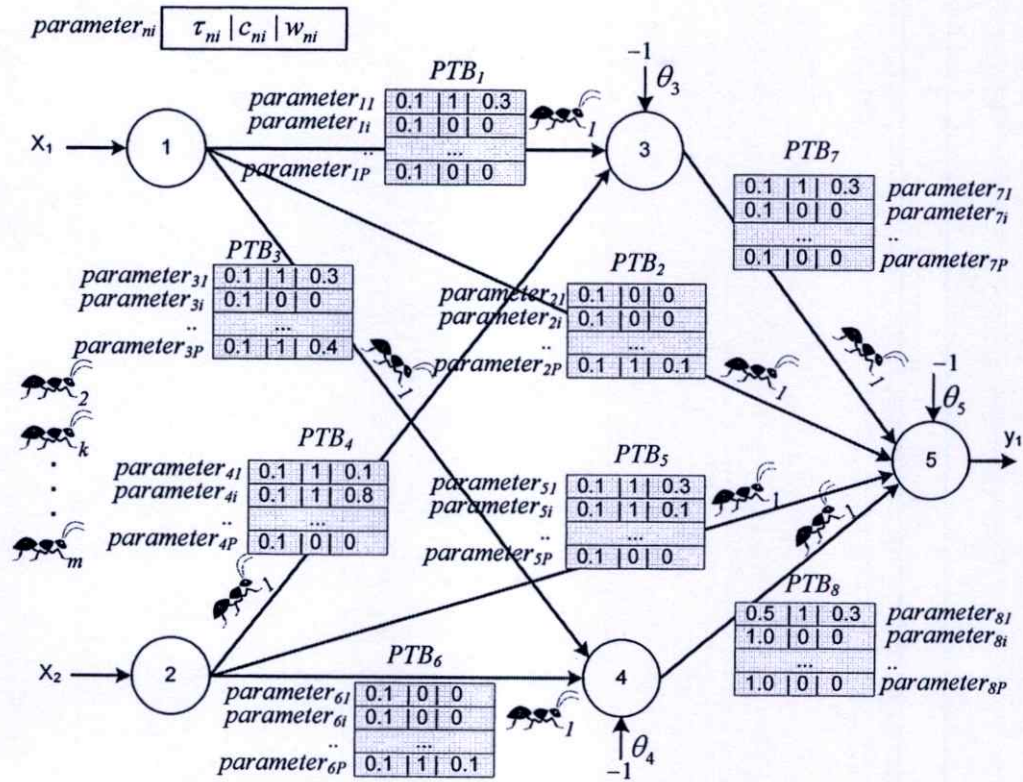 parameter_ni τ_ni | c_ni | w_ni
PTB_1
parameter_11 0.1 1 0.3
parameter_1i 0.1 0 0
.. ...
parameter_1P 0.1 0 0
1
X_1
1
-1
θ_3
3
PTB_7
0.1 1 0.3 parameter_71
0.1 0 0 parameter_7i
... ..
0.1 0 0 parameter_7P
1
PTB_3
parameter_31 0.1 1 0.3
parameter_3i 0.1 0 0
.. ...
parameter_3P 0.1 1 0.4
1
PTB_2
parameter_21 0.1 0 0
parameter_2i 0.1 0 0
.. ...
parameter_2P 0.1 1 0.1
1
2
k
m
-1
θ_5
5
y_1
PTB_4
parameter_41 0.1 1 0.1
parameter_4i 0.1 1 0.8
.. ...
parameter_4P 0.1 0 0
1
PTB_5
parameter_51 0.1 1 0.3
parameter_5i 0.1 1 0.1
.. ...
parameter_5P 0.1 0 0
1
1
PTB_8
0.5 1 0.3 parameter_81
1.0 0 0 parameter_8i
... ..
1.0 0 0 parameter_8P
X_2
2
PTB_6
parameter_61 0.1 0 0
parameter_6i 0.1 0 0
.. ...
parameter_6P 0.1 1 0.1
1
4
θ_4
-1